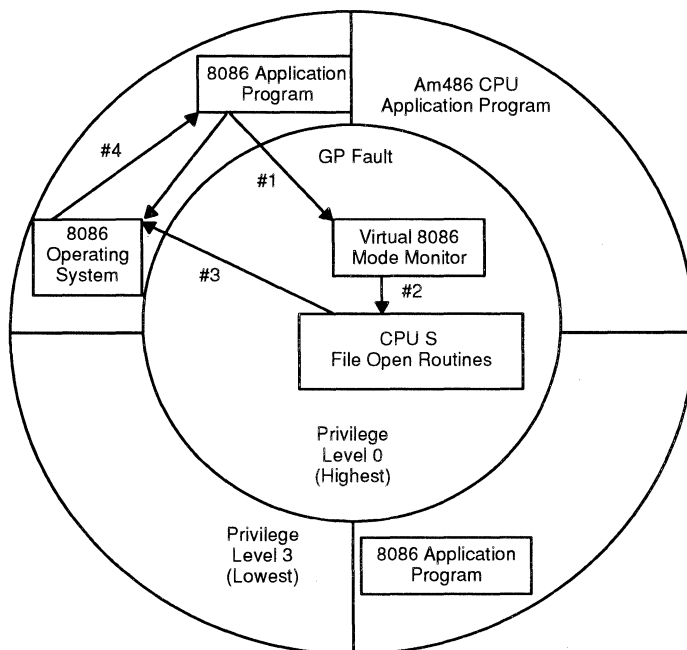 8086 Application
Program
Am486 CPU
Application Program
#4
GP Fault
#1
8086
Operating
System
Virtual 8086
Mode Monitor
#3
#2
CPU S
File Open Routines
Privilege
Level 0
(Highest)
Privilege
Level 3
(Lowest)
8086 Application
Program